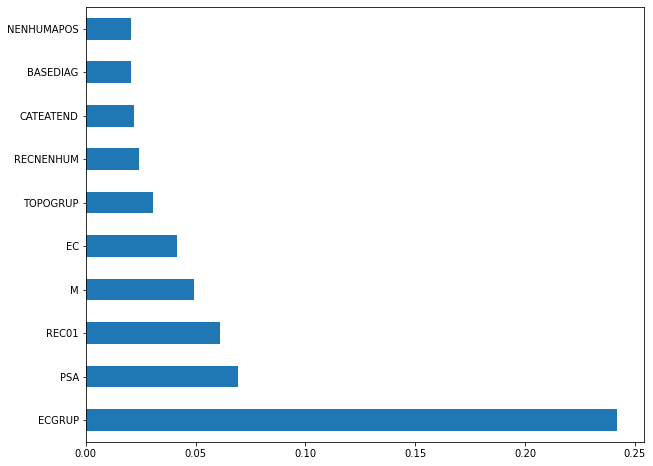 NENHUMAPOS
BASEDIAG
CATEATEND
RECNENHUM
TOPOGRUP
EC
M
REC01
PSA
ECGRUP
0.00 0.05 0.10 0.15 0.20 0.25